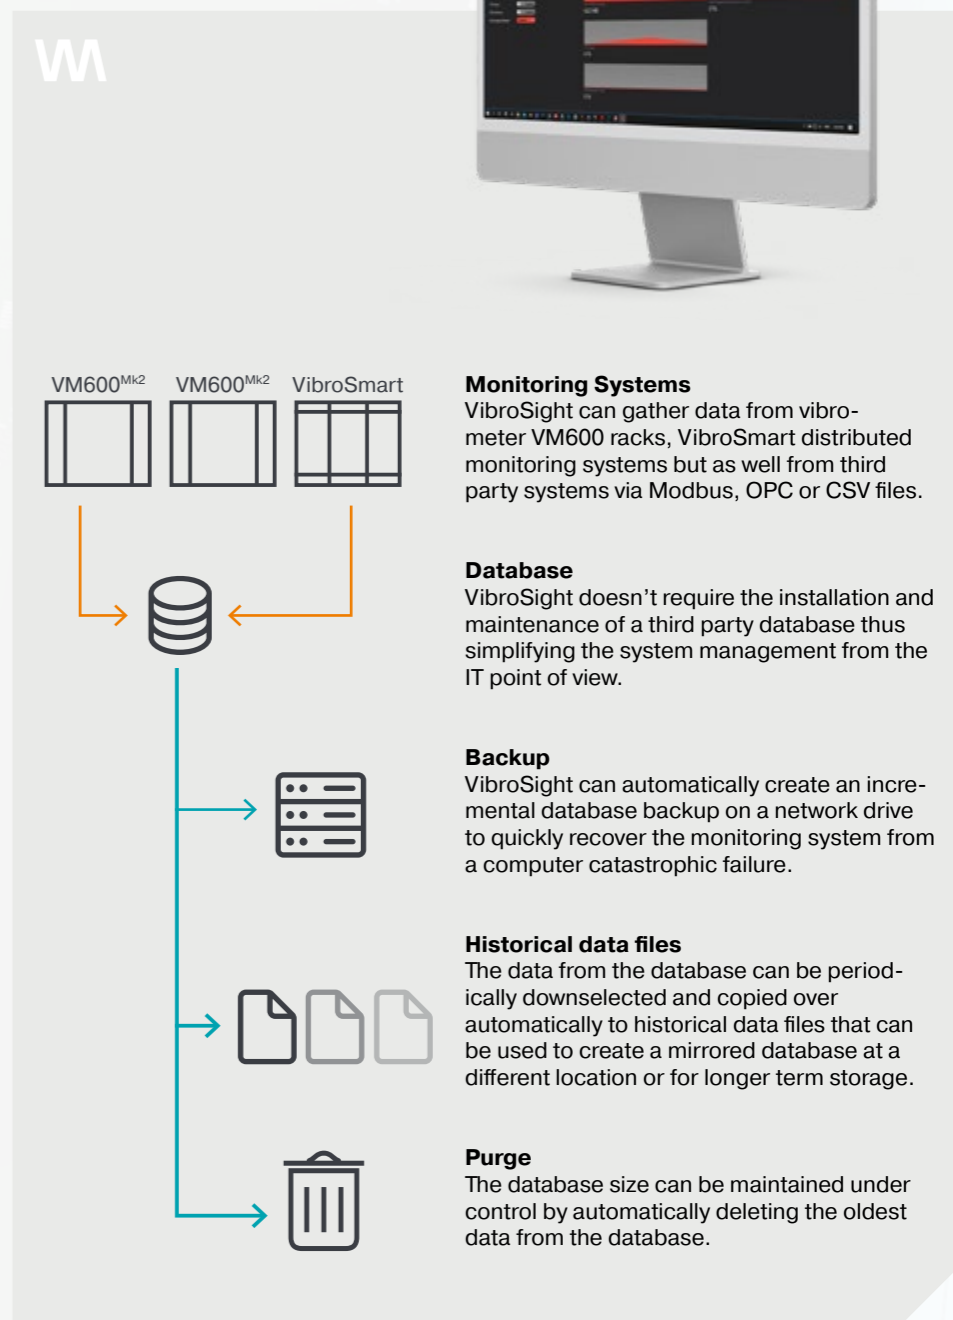 VM600Mk2 VM600Mk2 VibroSmart
Monitoring Systems
VibroSight can gather data from vibro-
meter VM600 racks, VibroSmart distributed
monitoring systems but as well from third
party systems via Modbus, OPC or CSV files.
Database
VibroSight doesn't require the installation and
maintenance of a third party database thus
simplifying the system management from the
IT point of view.
Backup
VibroSight can automatically create an incre-
mental database backup on a network drive
to quickly recover the monitoring system from
a computer catastrophic failure.
Historical data files
The data from the database can be period-
ically downselected and copied over
automatically to historical data files that can
be used to create a mirrored database at a
different location or for longer term storage.
Purge
The database size can be maintained under
control by automatically deleting the oldest
data from the database.